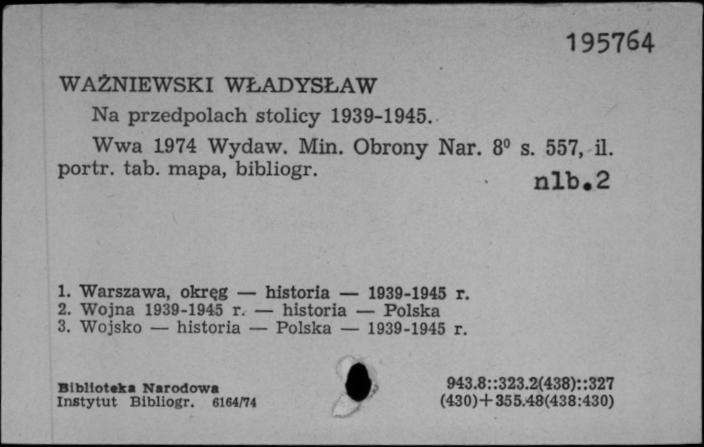 195764
WAŻNIEWSKI WŁADYSŁAW
Na przedpolach stolicy 1939-1945.
Wwa 1974 Wydaw. Min. Obrony Nar. 8⁰ s. 557, il.
portr. tab. mapa, bibliogr.
nlb.2
1. Warszawa, okręg — historia — 1939-1945 r.
2. Wojna 1939-1945 r. — historia — Polska
3. Wojsko — historia — Polska — 1939-1945 r.
Biblioteka Narodowa
Instytut Bibliogr. 6164/74
943.8::323.2(438)::327
(430)+355.48(438:430)